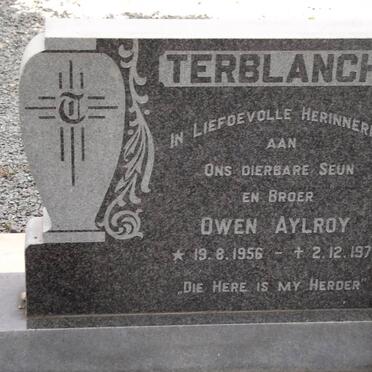 T
TERBLANCH
IN LIEFDEVOLLE HERINNER
AAN
ONS DIERBARE SEUN
EN BROER
OWEN AYLROY
★ 19.8.1956 - ✝ 2.12.197
„DIE HERE IS MY HERDER"